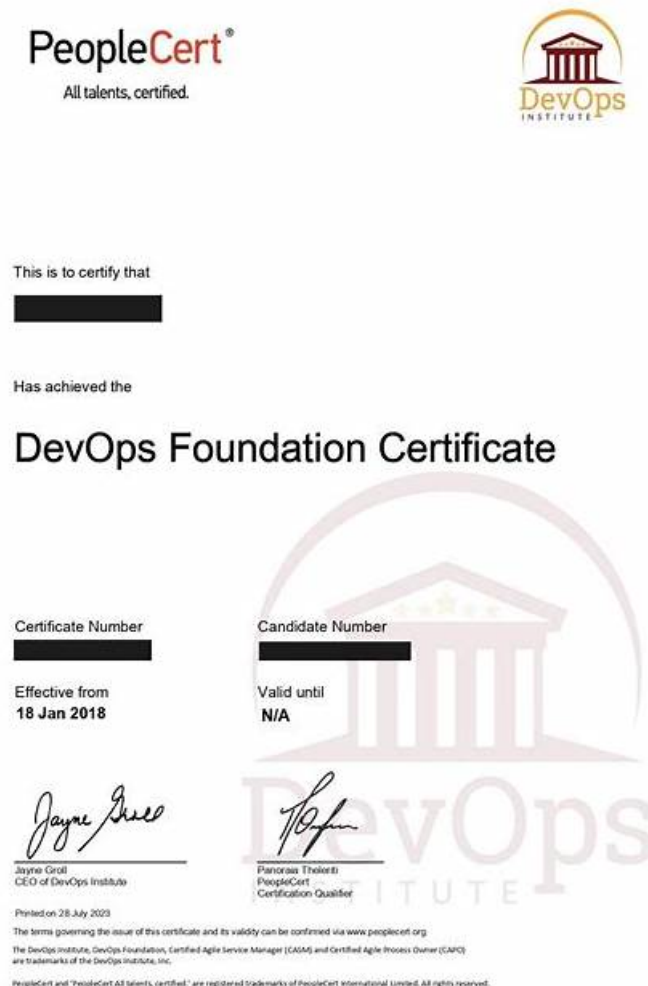 PeopleCert®
All talents, certified.
DevOps
INSTITUTE
This is to certify that
Has achieved the
DevOps Foundation Certificate
Certificate Number
Candidate Number
Effective from
Valid until
18 Jan 2018
N/A
Jayne Groll
Jayne Groll
CEO of DevOps Institute
Panoraia Theleriti
PeopleCert
Certification Qualifier
DevOps
INSTITUTE
Printed on 28 July 2023
The terms governing the issue of this certificate and its validity can be confirmed via www.peoplecert.org
The DevOps Institute, DevOps Foundation, Certified Agile Service Manager (CASM) and Certified Agile Process Owner (CAPO)
are trademarks of the DevOps Institute, Inc.
PeopleCert and "PeopleCert All talents, certified." are registered trademarks of PeopleCert International Limited. All rights reserved.